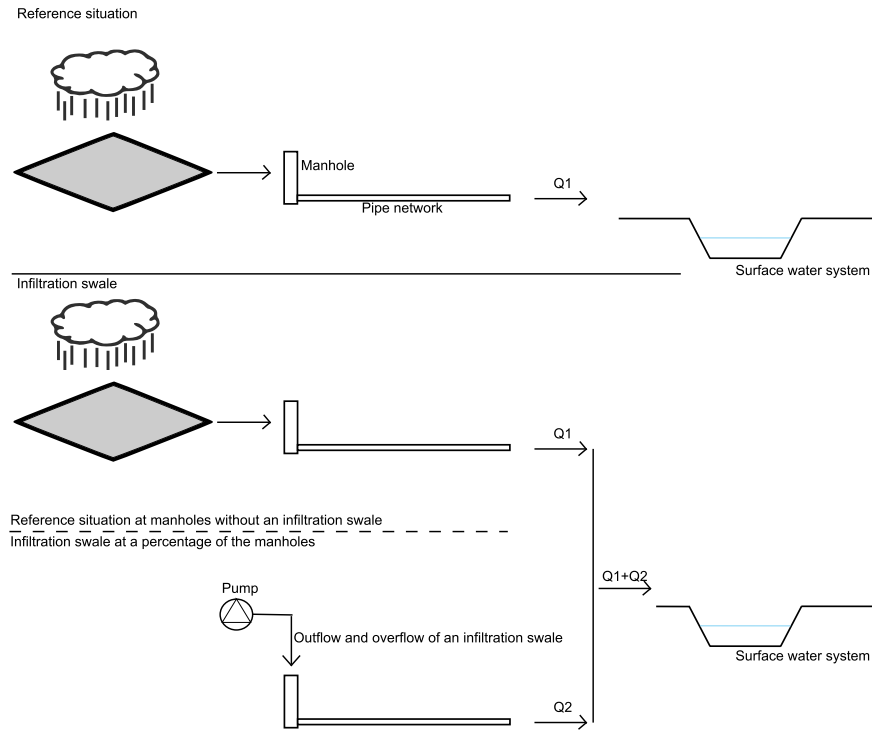 Reference situation
Manhole
Q1
Pipe network
Surface water system
Infiltration swale
Q1
Reference situation at manholes without an infiltration swale
Infiltration swale at a percentage of the manholes
Q1+Q2
Pump
Outflow and overflow of an infiltration swale
Surface water system
Q2